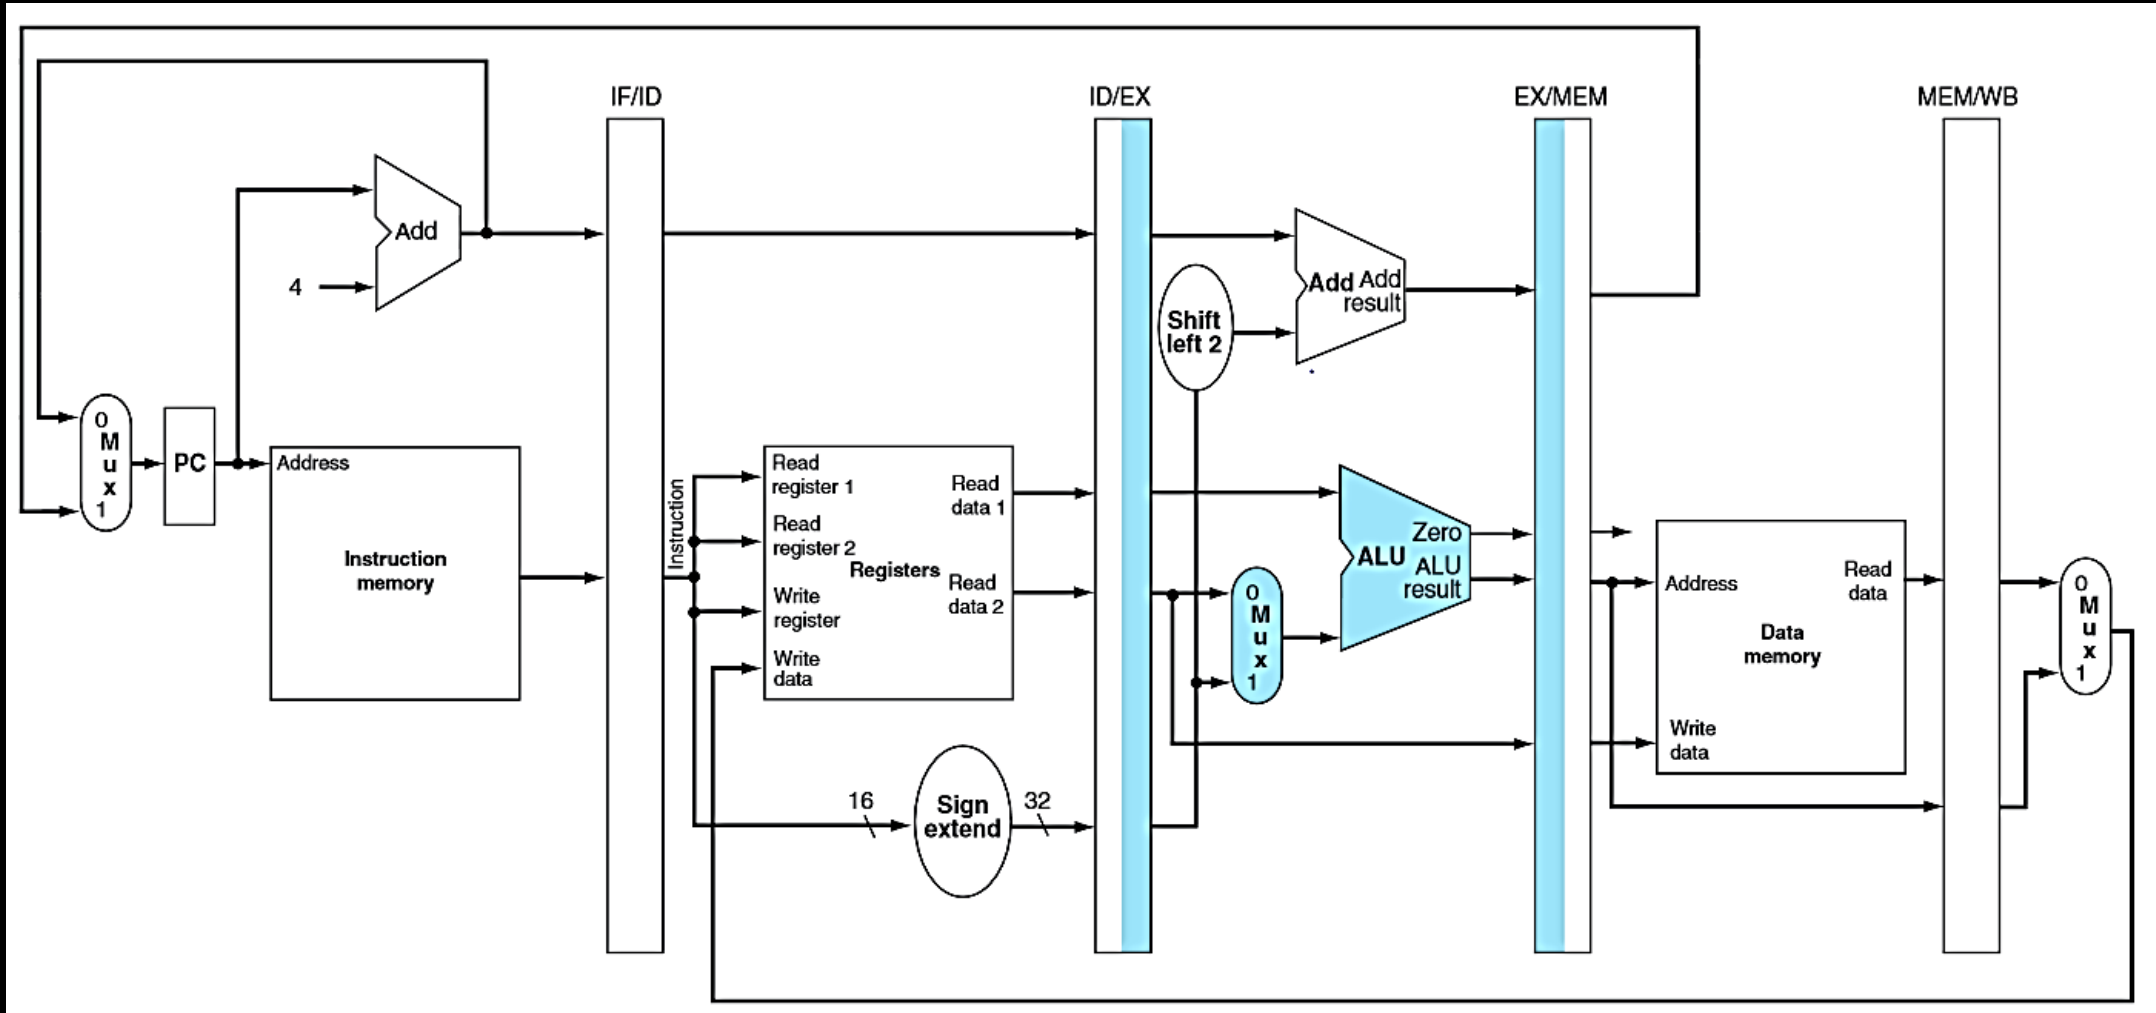 IF/ID
ID/EX
EX/MEM
MEM/WB
Add
4
Add Add
result
Shift
left 2
0
M
u
x
1
PC
Address
Instruction
memory
Instruction
Read
register 1
Read
register 2
Write
register
Write
data
Registers
Read
data 1
Read
data 2
16
Sign
extend
32
0
M
u
x
1
Zero
ALU
ALU
result
Address
Read
data
Data
memory
Write
data
0
M
u
x
1